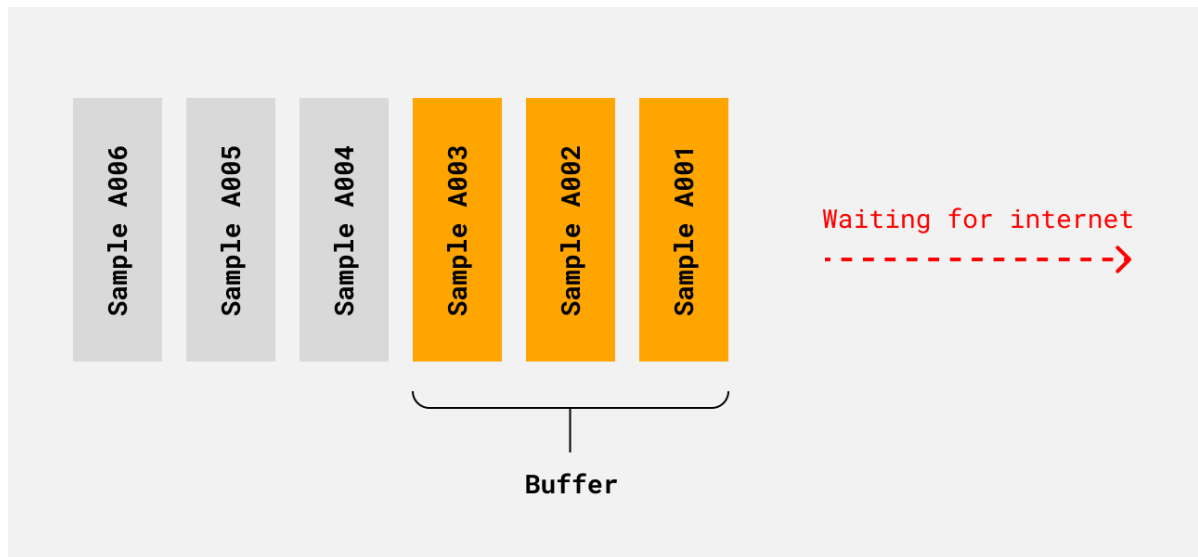 Sample A006
Sample A005
Sample A004
Sample A003
Sample A002
Sample A001
Waiting for internet
Buffer